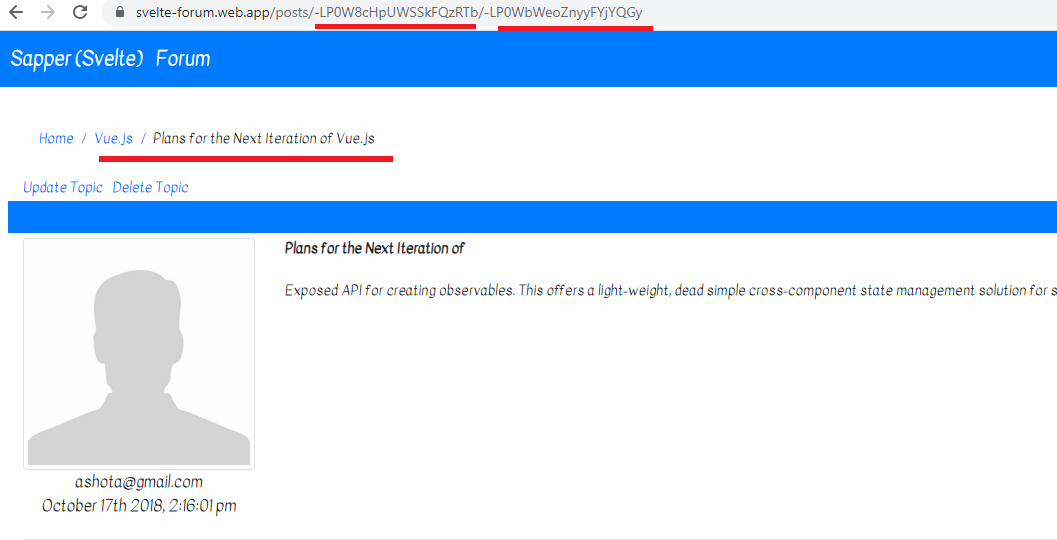 svelte-forum.web.app/posts/-LP0W8cHpUWSSkFQzRTb/-LP0WbWeoZnyyFYjYQGy
Sapper (Svelte) Forum
Home / Vue.js / Plans for the Next Iteration of Vue.js
Update Topic Delete Topic
Plans for the Next Iteration of
Exposed API for creating observables. This offers a light-weight, dead simple cross-component state management solution for s
ashota@gmail.com
October 17th 2018, 2:16:01 pm